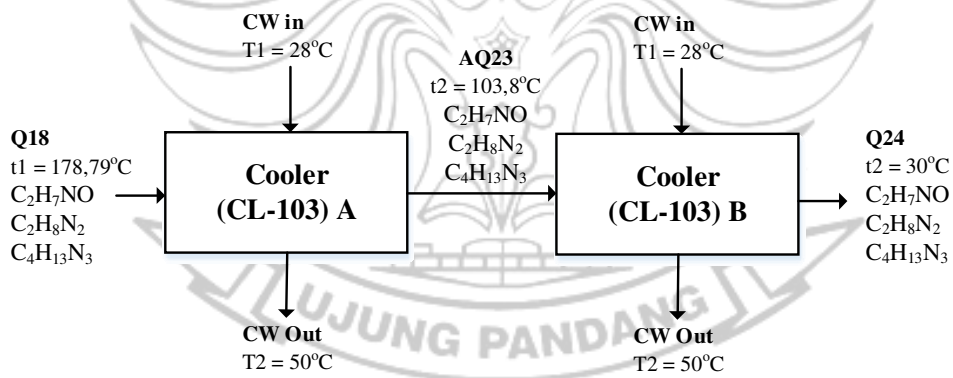 CW in
T1 = 28°C
CW in
T1 = 28°C
AQ23
t2 = 103,8°C
C₂H₇NO
C₂H₈N₂
C₄H₁₃N₃
Q18
t1 = 178,79°C
C₂H₇NO
C₂H₈N₂
C₄H₁₃N₃
Cooler
(CL-103) A
Cooler
(CL-103) B
Q24
t2 = 30°C
C₂H₇NO
C₂H₈N₂
C₄H₁₃N₃
CW Out
T2 = 50°C
CW Out
T2 = 50°C
UJUNG PANDANG